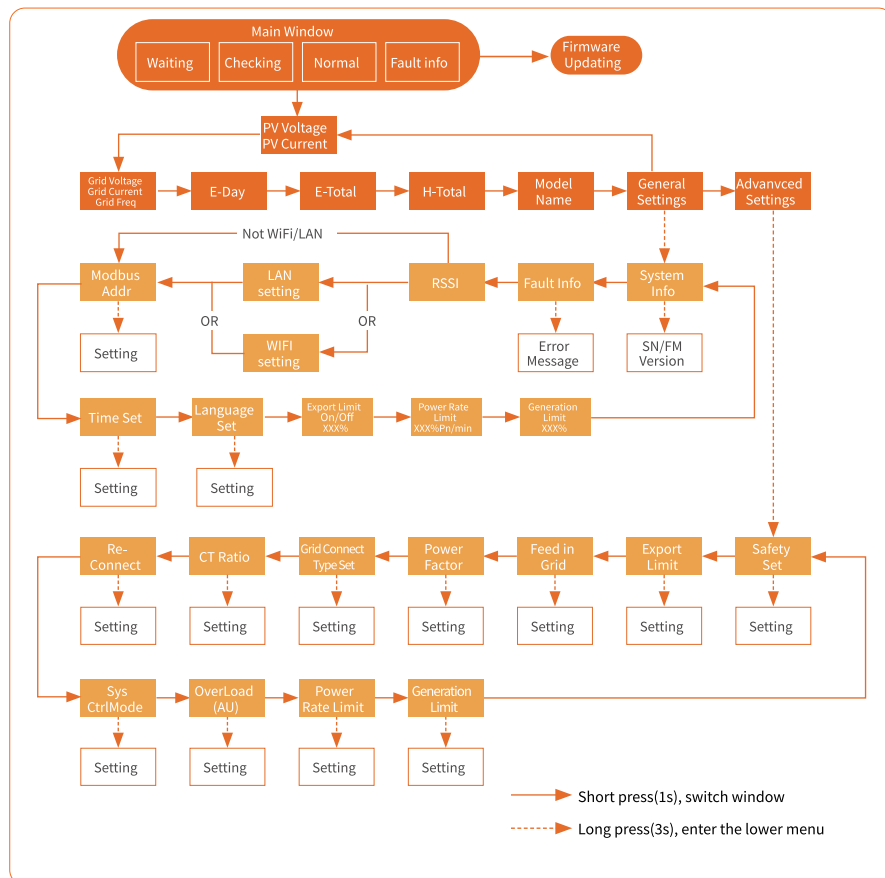 Main Window
Waiting
Checking
Normal
Fault info
Firmware
Updating
PV Voltage
PV Current
Grid Voltage
Grid Current
Grid Freq
E-Day
E-Total
H-Total
Model
Name
General
Settings
Advanvced
Settings
Not WiFi/LAN
Modbus
Addr
LAN
setting
RSSI
Fault Info
System
Info
OR
OR
Setting
WIFI
setting
Error
Message
SN/FM
Version
Time Set
Language
Set
Export Limit
On/Off
XXX%
Power Rate
Limit
XXX%Pn/min
Generation
Limit
XXX%
Setting
Setting
Re-
Connect
CT Ratio
Grid Connect
Type Set
Power
Factor
Feed in
Grid
Export
Limit
Safety
Set
Setting
Setting
Setting
Setting
Setting
Setting
Setting
Sys
CtrlMode
OverLoad
(AU)
Power
Rate Limit
Generation
Limit
Setting
Setting
Setting
Setting
Short press(1s), switch window
Long press(3s), enter the lower menu